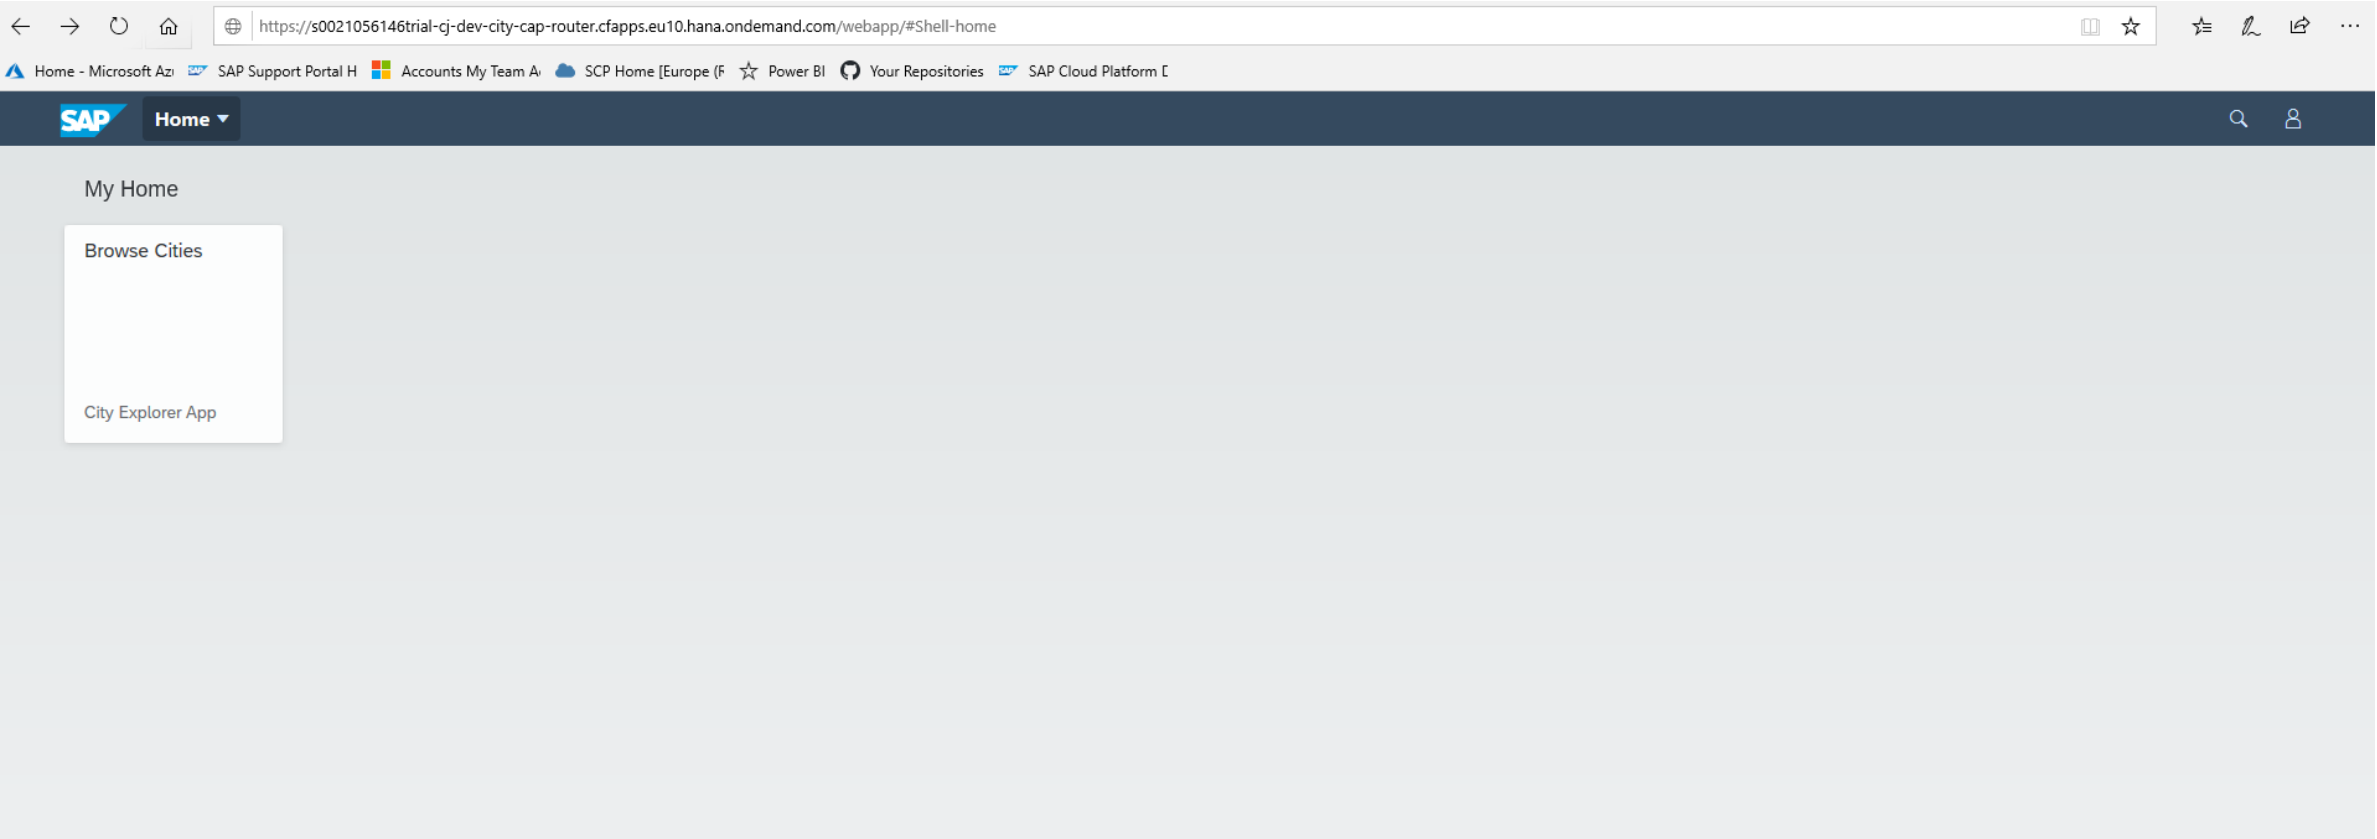 https://s0021056146trial-cj-dev-city-cap-router.cfapps.eu10.hana.ondemand.com/webapp/#Shell-home
Home - Microsoft Az SAP Support Portal H Accounts My Team A SCP Home [Europe (R Power BI Your Repositories SAP Cloud Platform D
SAP Home
My Home
Browse Cities
City Explorer App